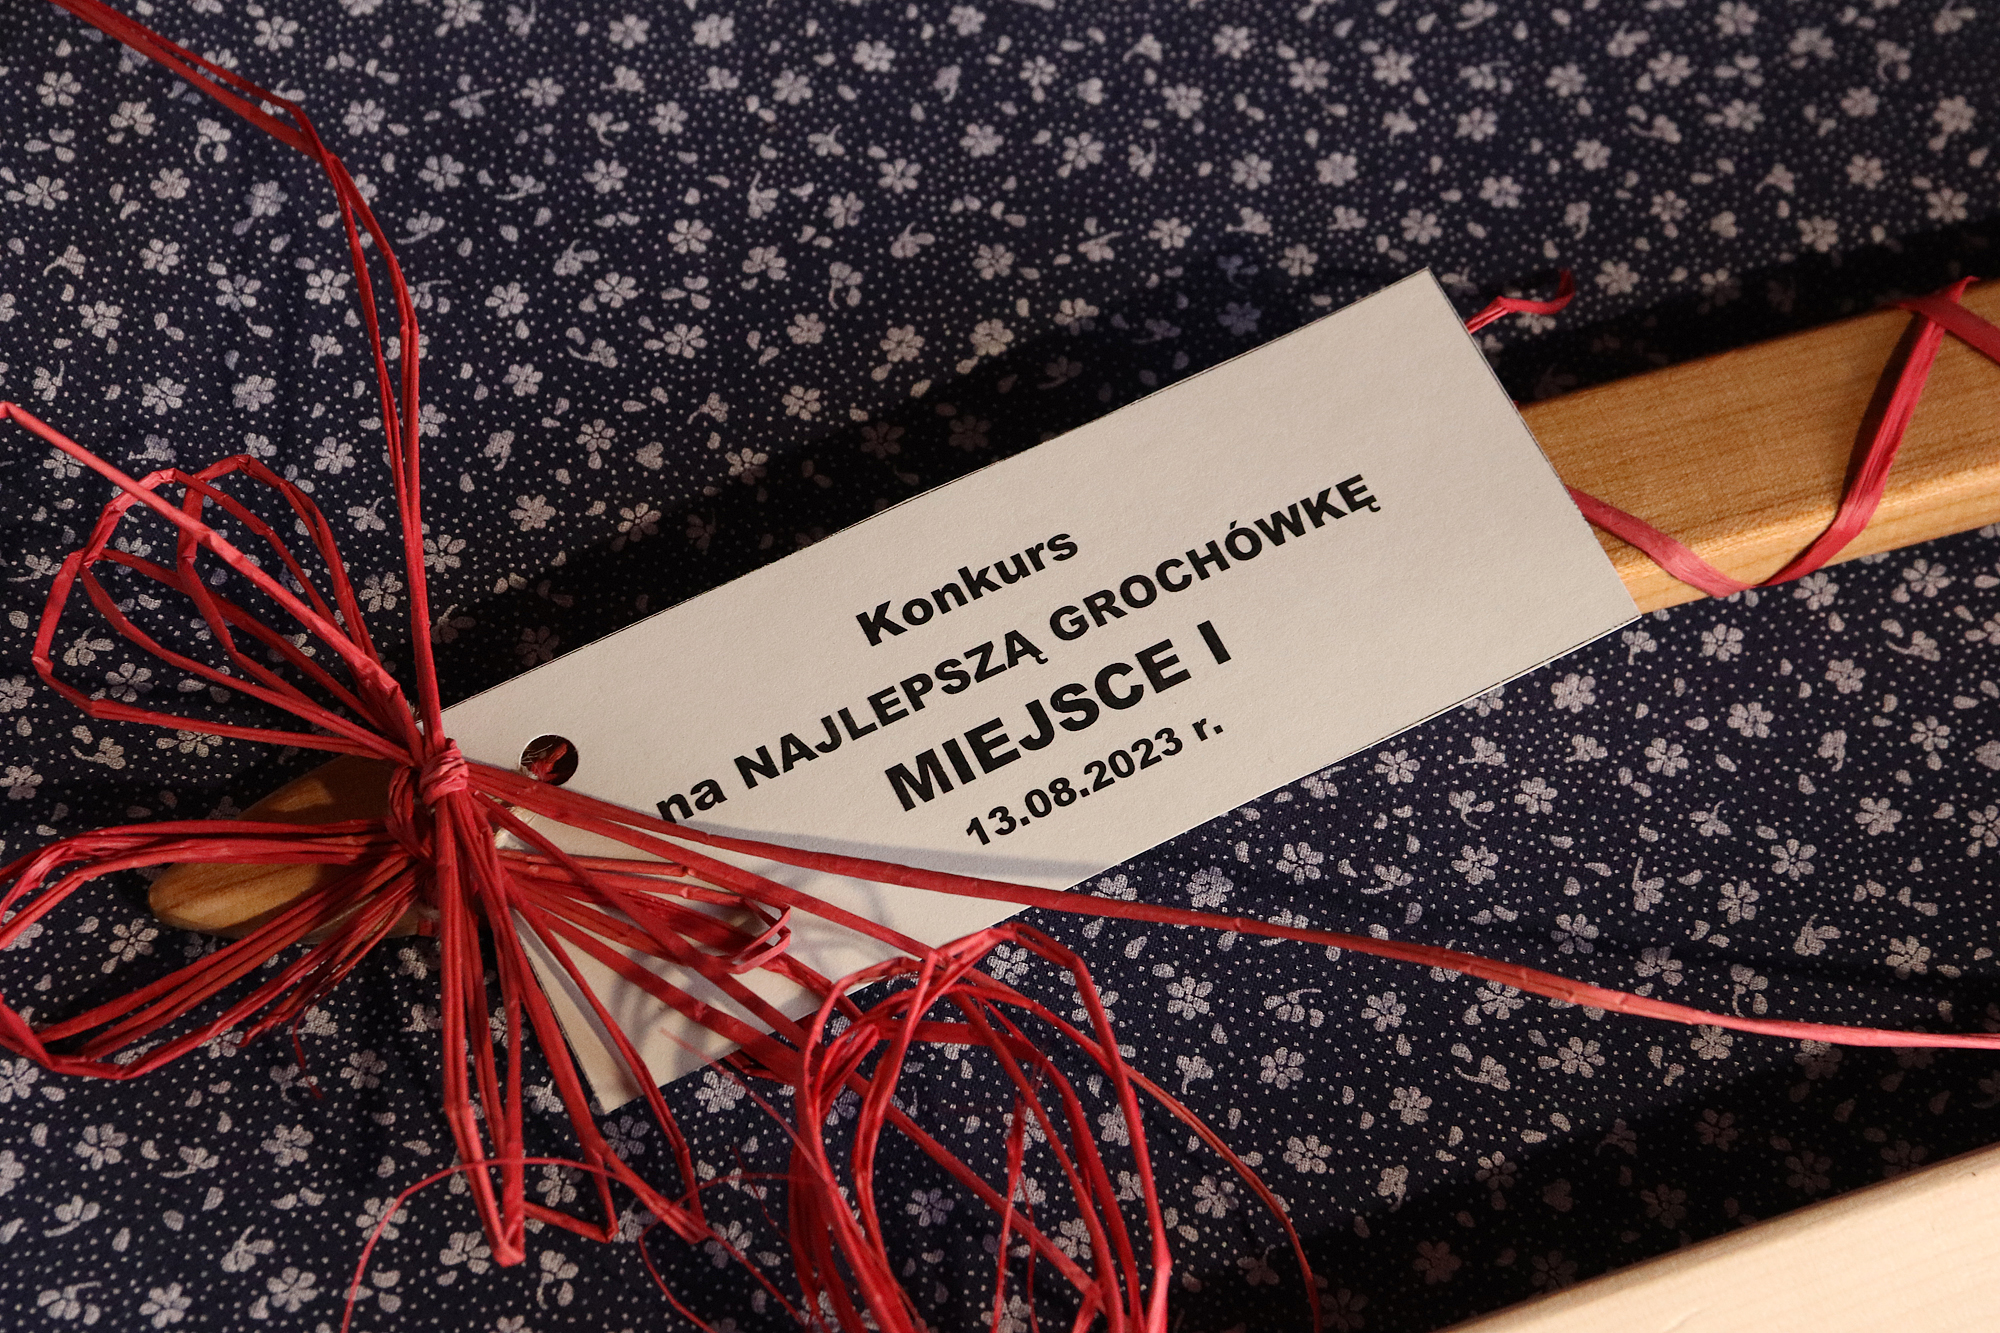 Konkurs
na NAJLEPSZĄ GROCHÓWKĘ
MIEJSCE I
13.08.2023 r.